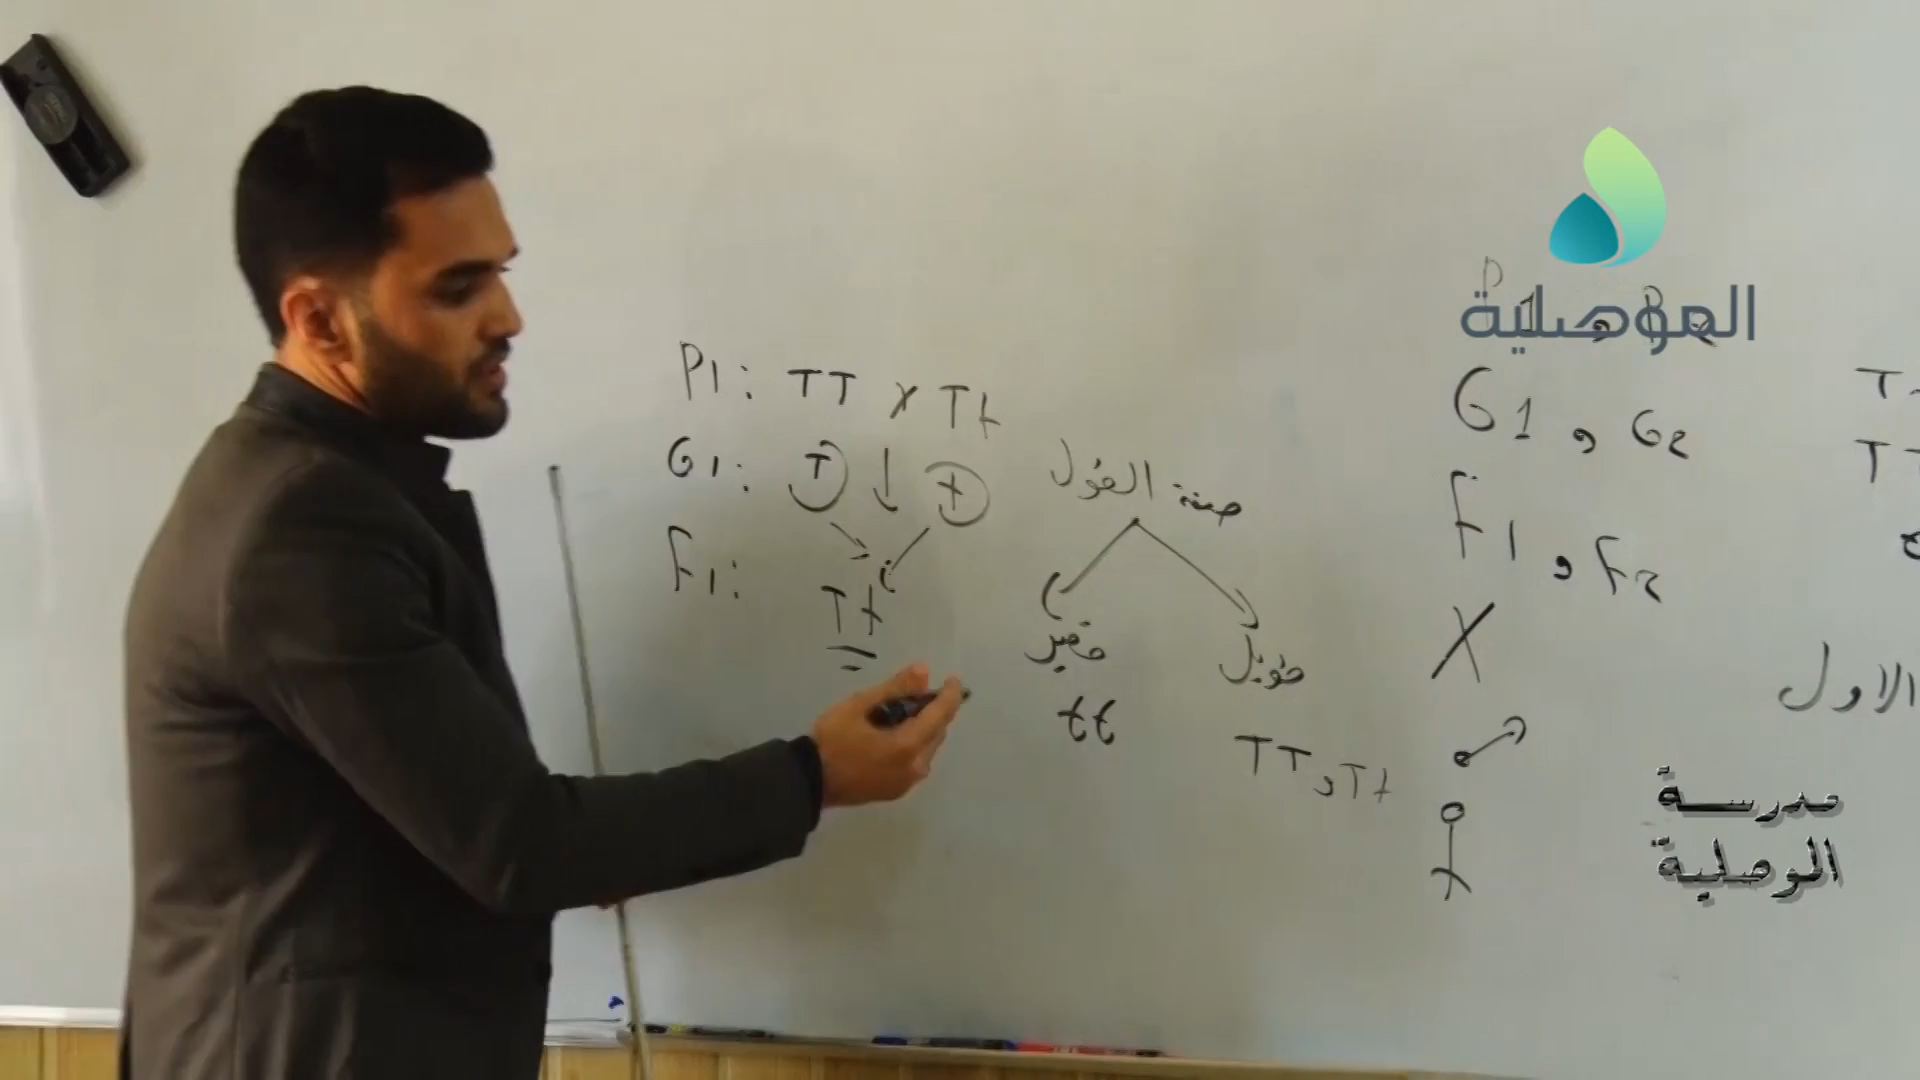 P1: TT x Tt
G1: T ↓ t
F1: Tt
صفة الطول
قصير
طويل
tt
TT و Tt
G1 و G2
F1 و F2
X
الاول
الموصلية
مدرسة
الوصلية